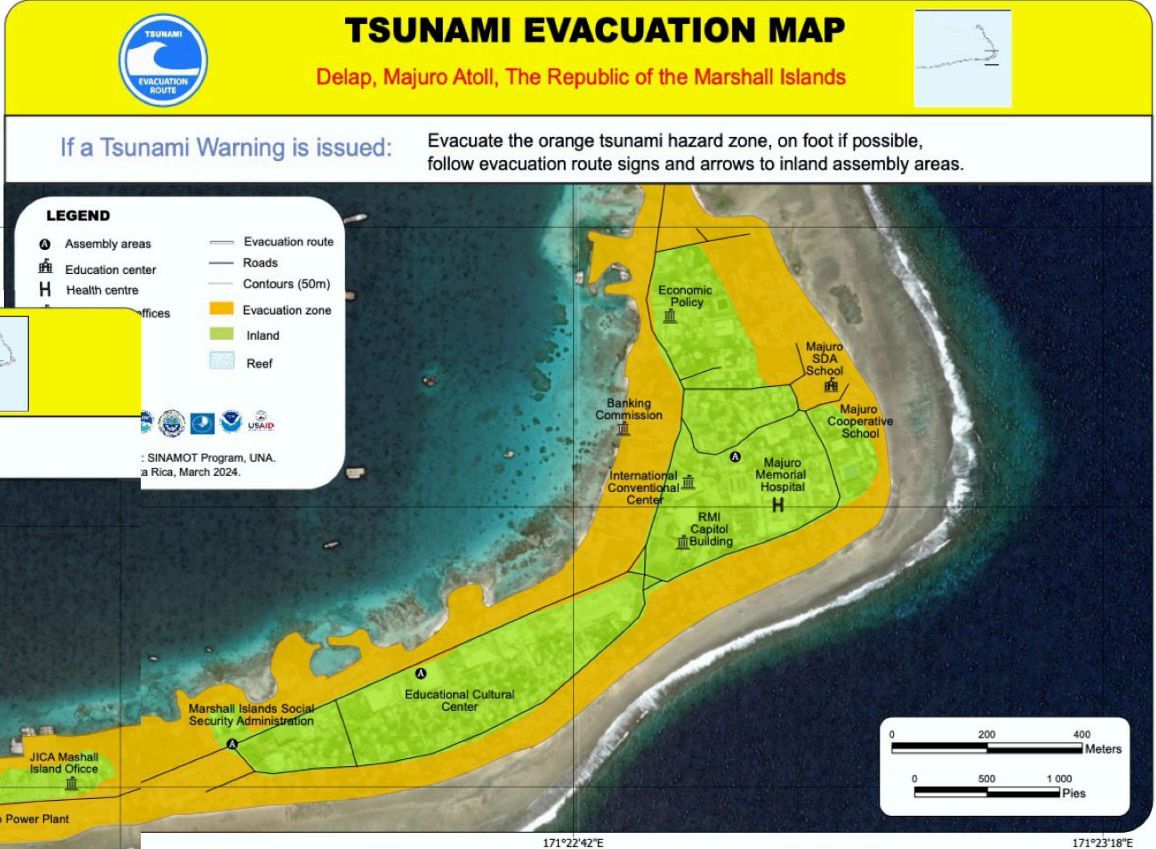 TSUNAMI
EVACUATION
ROUTE
TSUNAMI EVACUATION MAP
Delap, Majuro Atoll, The Republic of the Marshall Islands
If a Tsunami Warning is issued:
Evacuate the orange tsunami hazard zone, on foot if possible,
follow evacuation route signs and arrows to inland assembly areas.
LEGEND
A Assembly areas
Education center
H Health centre
offices
Evacuation route
Roads
Contours (50m)
Evacuation zone
Inland
Reef
USAID
: SINAMOT Program, UNA.
ta Rica, March 2024.
Economic
Policy
Majuro
SDA
School
Banking
Commission
Majuro
Cooperative
School
A
International
Conventional
Center
Majuro
Memorial
Hospital
H
RMI
Capitol
Building
A
Educational Cultural
Center
Marshall Islands Social
Security Administration
A
JICA Mashall
Island Oficce
o Power Plant
0 200 400
Meters
0 500 1 000
Pies
171°22'42"E
171°23'18"E